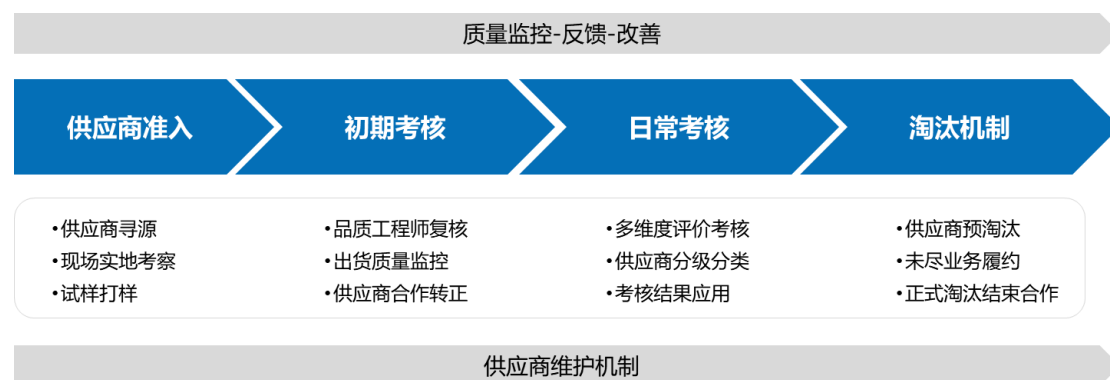 质量监控-反馈-改善
供应商准入
初期考核
日常考核
淘汰机制
•供应商寻源
•现场实地考察
•试样打样
•品质工程师复核
•出货质量监控
•供应商合作转正
•多维度评价考核
•供应商分级分类
•考核结果应用
•供应商预淘汰
•未尽业务履约
•正式淘汰结束合作
供应商维护机制